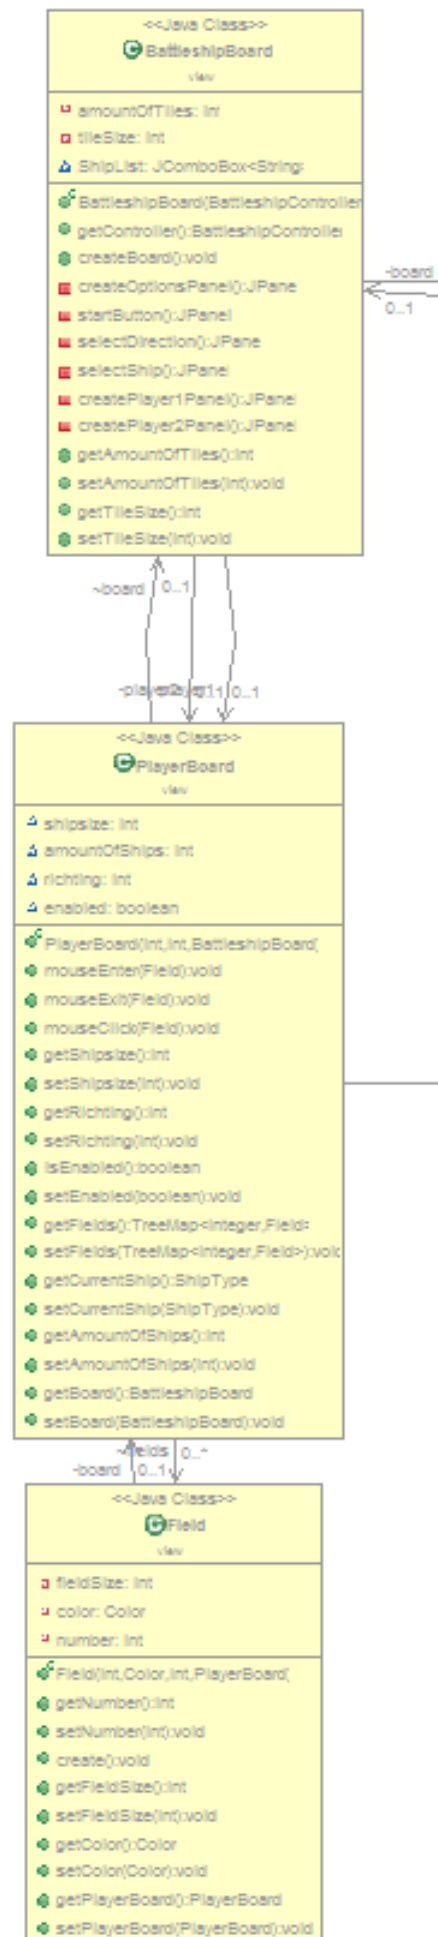 <<Java Class>>
BattleshipBoard
view
amountOfTiles: int
tileSize: int
ShipList: JComboBox<String>
BattleshipBoard(BattleshipController
getController():BattleshipController
createBoard():void
createOptionsPanel():JPane
startButton():JPanel
selectDirection():JPane
selectShip():JPanel
createPlayer1Panel():JPanel
createPlayer2Panel():JPanel
getAmountOfTiles():int
setAmountOfTiles(int):void
getTileSize():int
setTileSize(int):void
-board
0..1
~board 0..1
0..1
<<Java Class>>
PlayerBoard
view
shipsize: int
amountOfShips: int
richting: int
enabled: boolean
PlayerBoard(int,int,BattleshipBoard)
mouseEnter(Field):void
mouseExit(Field):void
mouseClick(Field):void
getShipsize():int
setShipsize(int):void
getRichting():int
setRichting(int):void
isEnabled():boolean
setEnabled(boolean):void
getFields():TreeMap<Integer,Field>
setFields(TreeMap<Integer,Field>):voic
getCurrentShip():ShipType
setCurrentShip(ShipType):void
getAmountOfShips():int
setAmountOfShips(int):void
getBoard():BattleshipBoard
setBoard(BattleshipBoard):void
~fields 0..*
-board 0..1
<<Java Class>>
Field
view
fieldSize: int
color: Color
number: int
Field(int,Color,int,PlayerBoard)
getNumber():int
setNumber(int):void
create():void
getFieldSize():int
setFieldSize(int):void
getColor():Color
setColor(Color):void
getPlayerBoard():PlayerBoard
setPlayerBoard(PlayerBoard):void